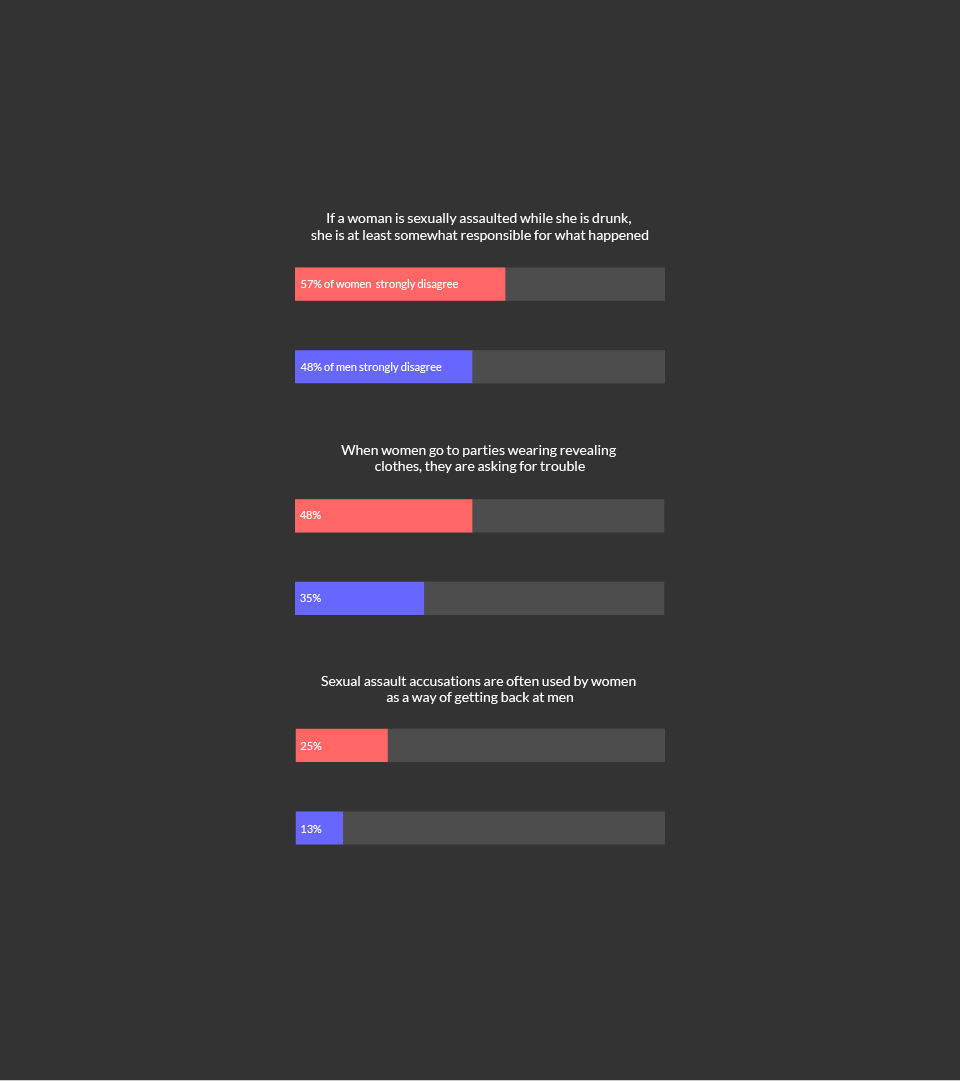 If a woman is sexually assaulted while she is drunk,
she is at least somewhat responsible for what happened
57% of women strongly disagree
48% of men strongly disagree
When women go to parties wearing revealing
clothes, they are asking for trouble
48%
35%
Sexual assault accusations are often used by women
as a way of getting back at men
25%
13%